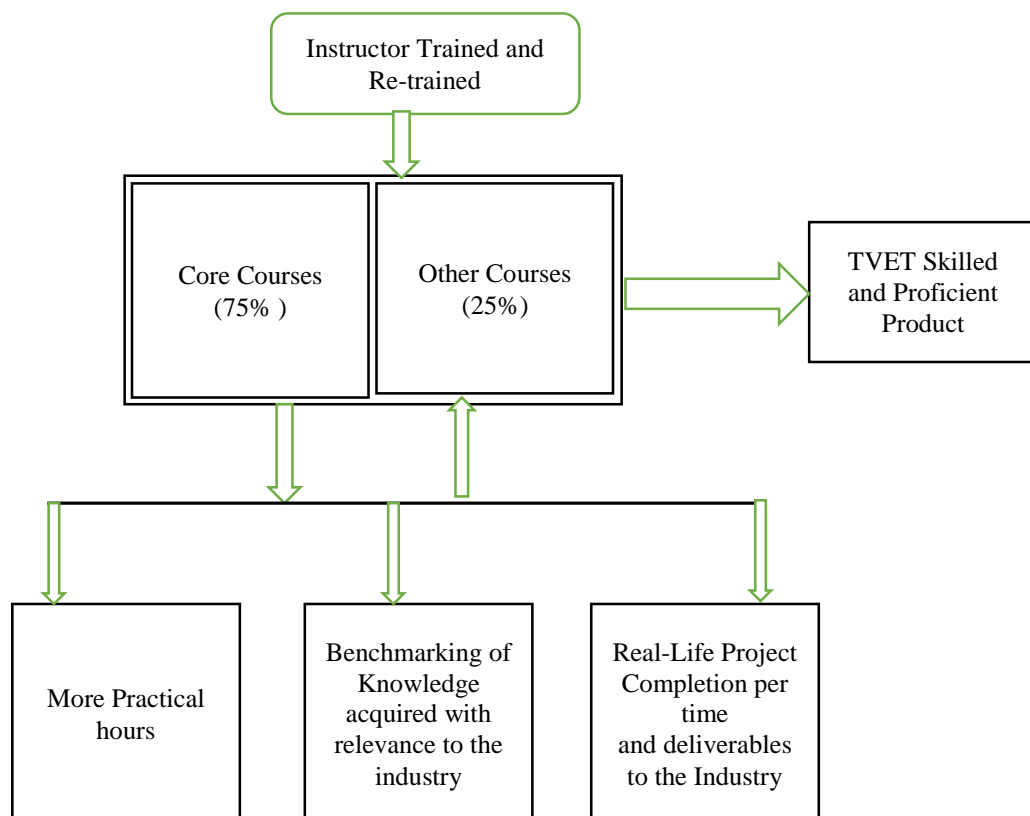 Instructor Trained and
Re-trained
Core Courses
(75% )
Other Courses
(25%)
TVET Skilled
and Proficient
Product
More Practical
hours
Benchmarking of
Knowledge
acquired with
relevance to the
industry
Real-Life Project
Completion per
time
and deliverables
to the Industry